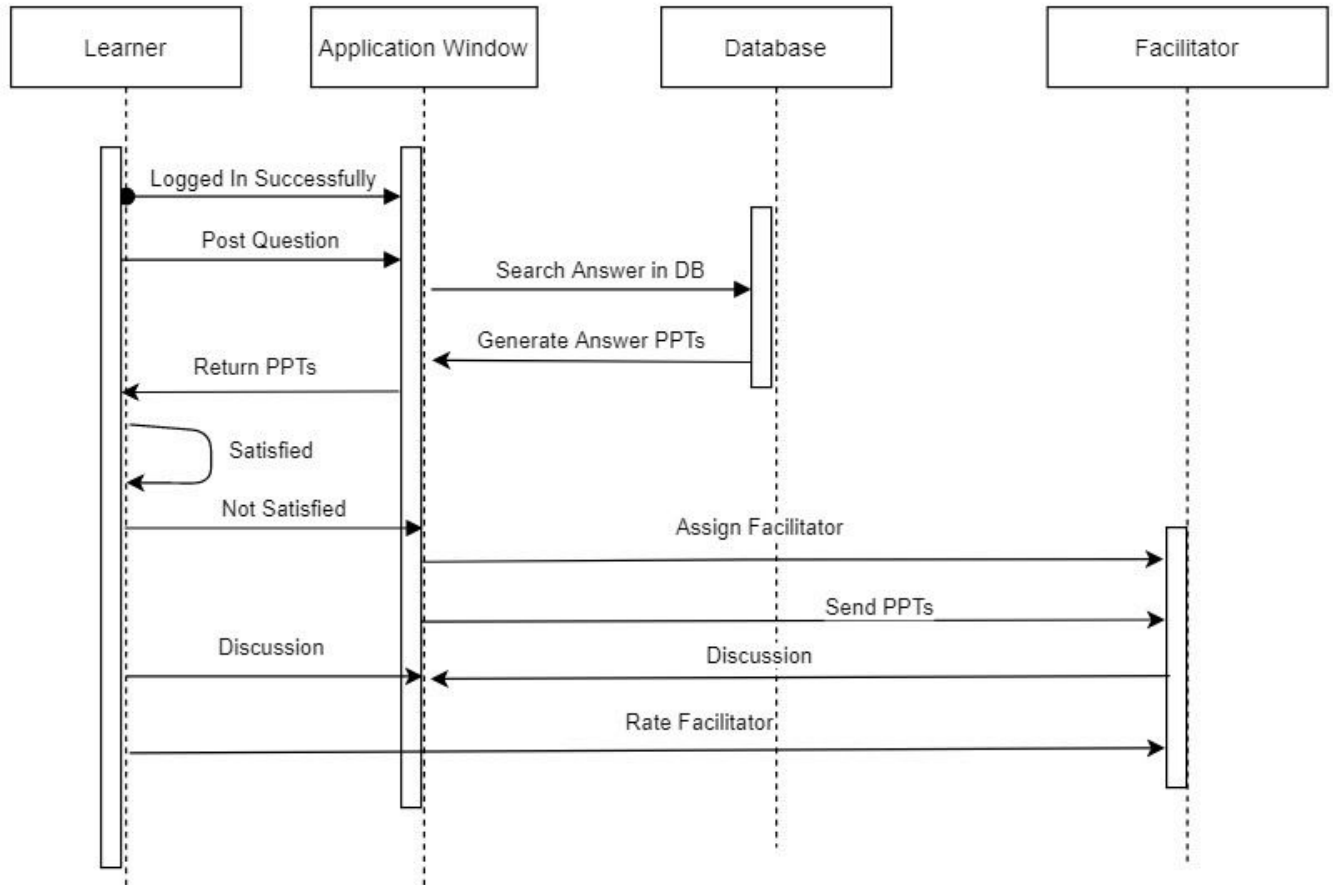 Learner
Application Window
Database
Facilitator
Logged In Successfully
Post Question
Search Answer in DB
Generate Answer PPTs
Return PPTs
Satisfied
Not Satisfied
Assign Facilitator
Send PPTs
Discussion
Discussion
Rate Facilitator